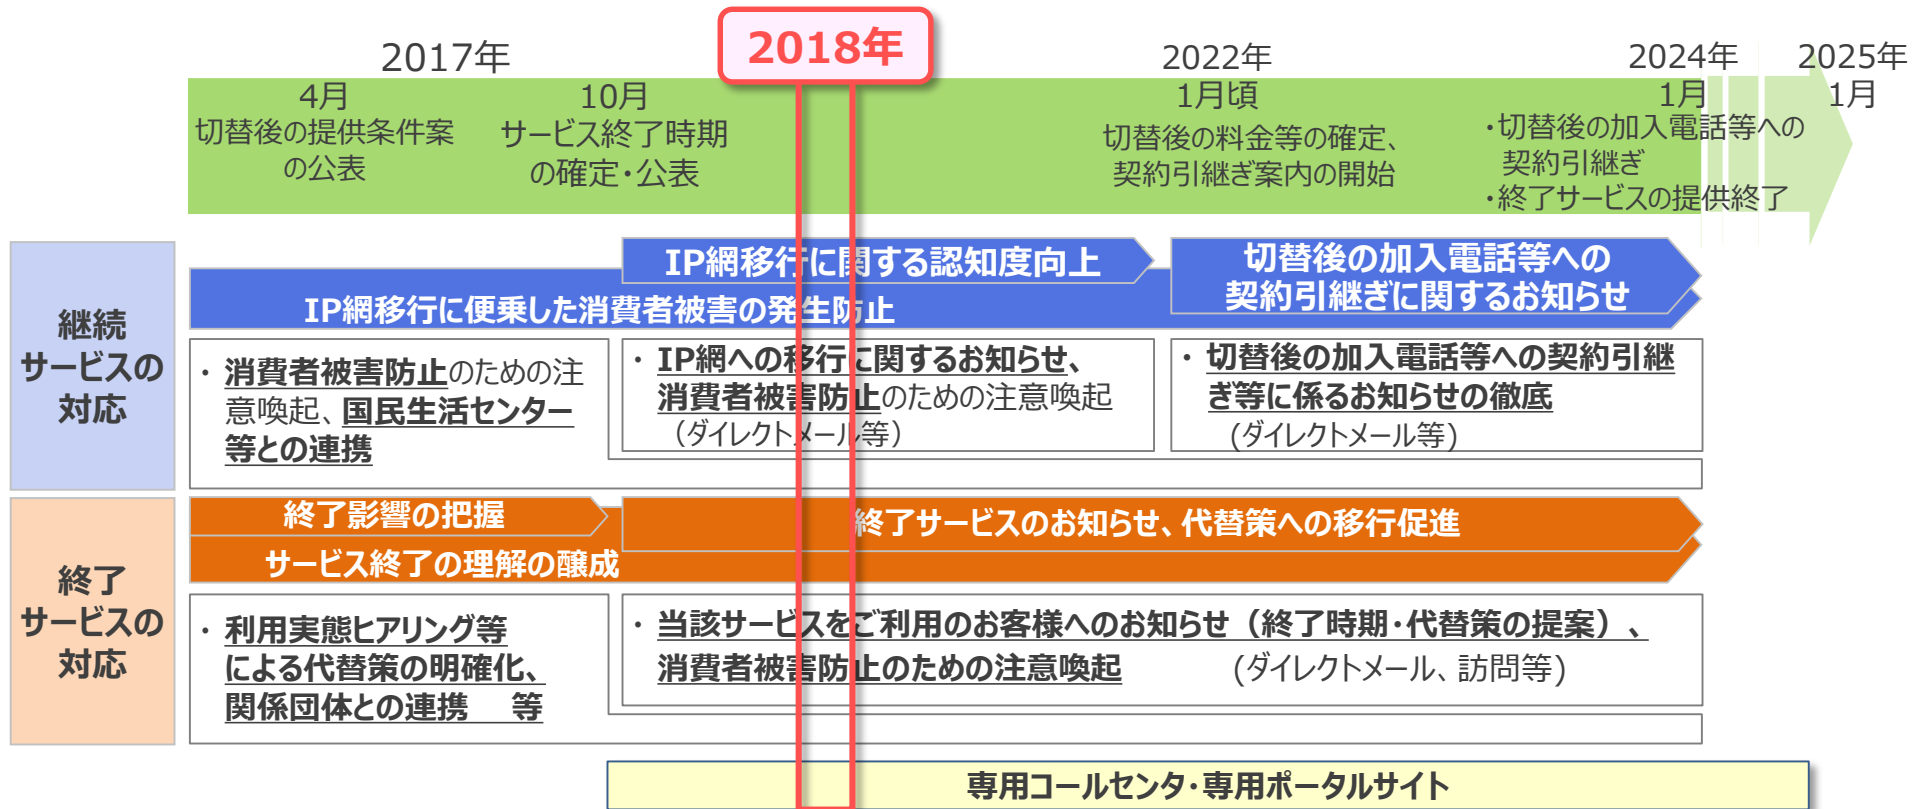 2017年
2018年
2022年
2024年
2025年
4月
切替後の提供条件案
の公表
10月
サービス終了時期
の確定・公表
1月頃
切替後の料金等の確定、
契約引継ぎ案内の開始
1月
・切替後の加入電話等への
契約引継ぎ
・終了サービスの提供終了
1月
継続
サービスの
対応
IP網移行に関する認知度向上
切替後の加入電話等への
契約引継ぎに関するお知らせ
IP網移行に便乗した消費者被害の発生防止
・ 消費者被害防止のための注
意喚起、国民生活センター
等との連携
・ IP網への移行に関するお知らせ、
消費者被害防止のための注意喚起
（ダイレクトメール等）
・ 切替後の加入電話等への契約引継
ぎ等に係るお知らせの徹底
(ダイレクトメール等)
終了
サービスの
対応
終了影響の把握
終了サービスのお知らせ、代替策への移行促進
サービス終了の理解の醸成
・ 利用実態ヒアリング等
による代替策の明確化、
関係団体との連携 等
・ 当該サービスをご利用のお客様へのお知らせ（終了時期・代替策の提案）、
消費者被害防止のための注意喚起 (ダイレクトメール、訪問等)
専用コールセンタ・専用ポータルサイト